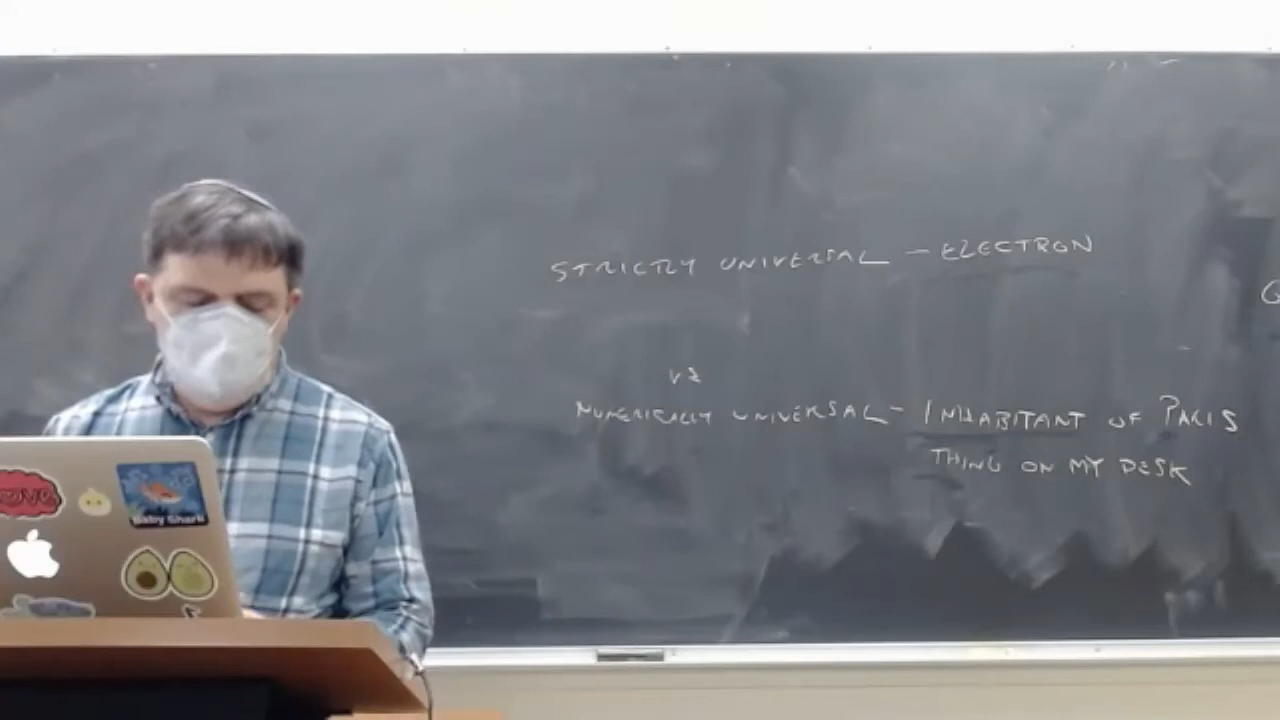 STRICTLY UNIVERSAL — ELECTRON
VS
NUMERICALLY UNIVERSAL - INHABITANT OF PARIS
THING ON MY DESK
Baby Shark